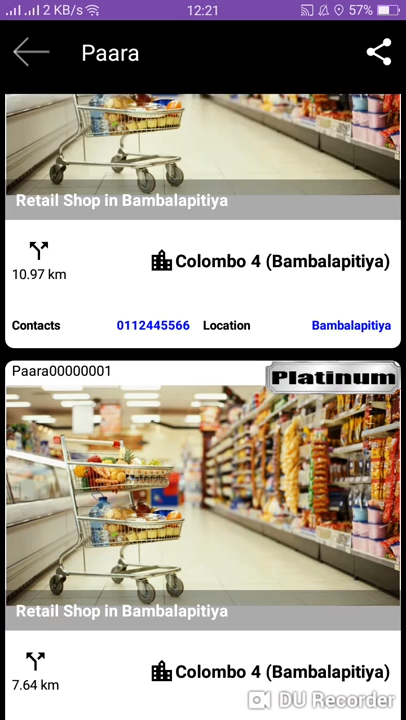 2 KB/s 12:21 57%
Paara
Retail Shop in Bambalapitiya
10.97 km
Colombo 4 (Bambalapitiya)
Contacts 0112445566 Location Bambalapitiya
Paara00000001
Platinum
Retail Shop in Bambalapitiya
7.64 km
Colombo 4 (Bambalapitiya)
DU Recorder